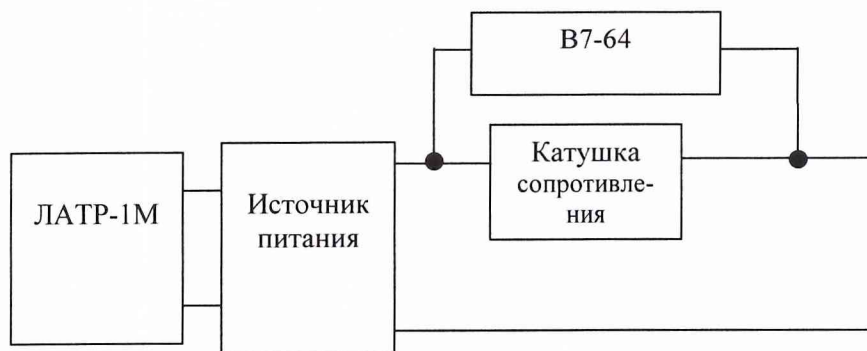 В7-64
Катушка
сопротивле-
ния
ЛАТР-1М
Источник
питания